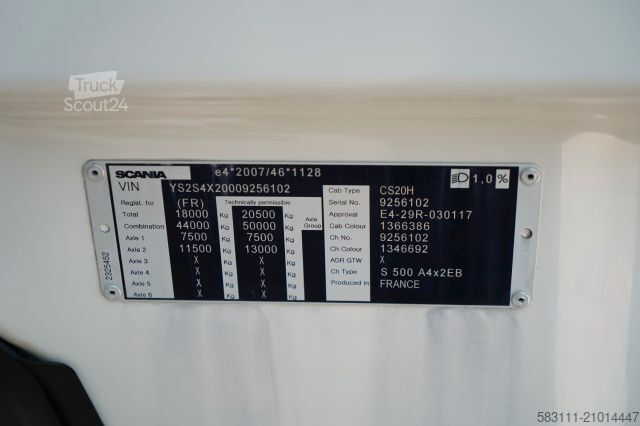 Truck
Scout24
SCANIA e4*2007/46*1128 1,0%
VIN YS2S4X20009256102 Cab Type CS20H
Regist. for (FR) Technically permissible Serial No. 9256102
Total 18000 Kg 20500 Kg Axle Group Approval E4-29R-030117
Combination 44000 Kg 50000 Kg Cab Colour 1366386
Axle 1 7500 Kg 7500 Kg Ch No. 9256102
Axle 2 11500 Kg 13000 Kg Ch Colour 1346692
Axle 3 X Kg X Kg ADR GTW X
Axle 4 X Kg X Kg Ch Type S 500 A4x2EB
Axle 5 X Kg X Kg Produced in FRANCE
Axle 6 X Kg X Kg
2325452
583111-21014447